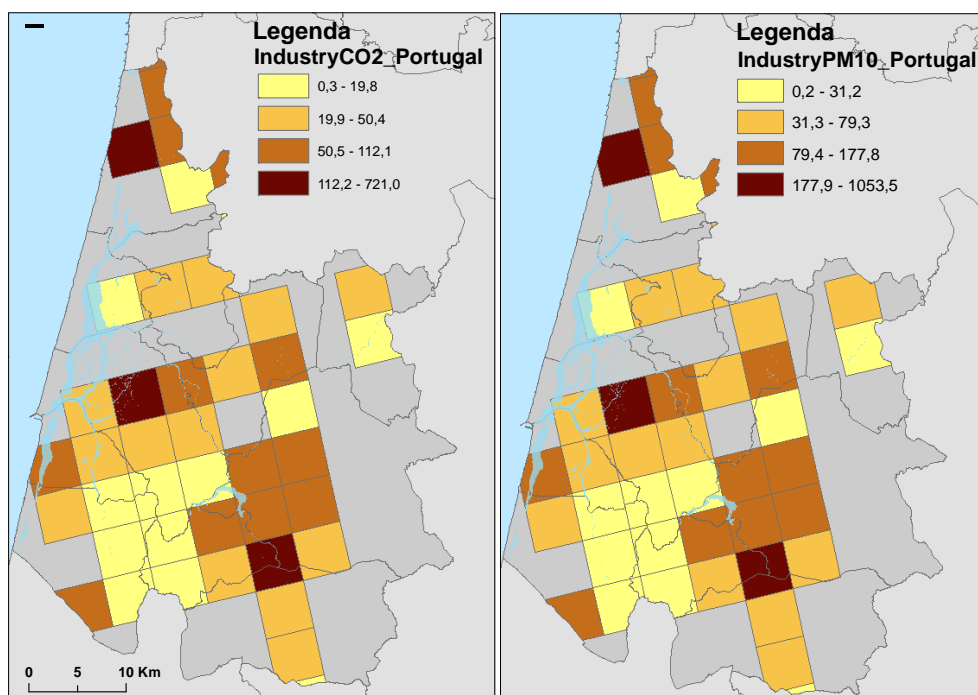 Legenda
IndustryCO2_Portugal
0,3 - 19,8
19,9 - 50,4
50,5 - 112,1
112,2 - 721,0
0 5 10 Km
Legenda
IndustryPM10_Portugal
0,2 - 31,2
31,3 - 79,3
79,4 - 177,8
177,9 - 1053,5